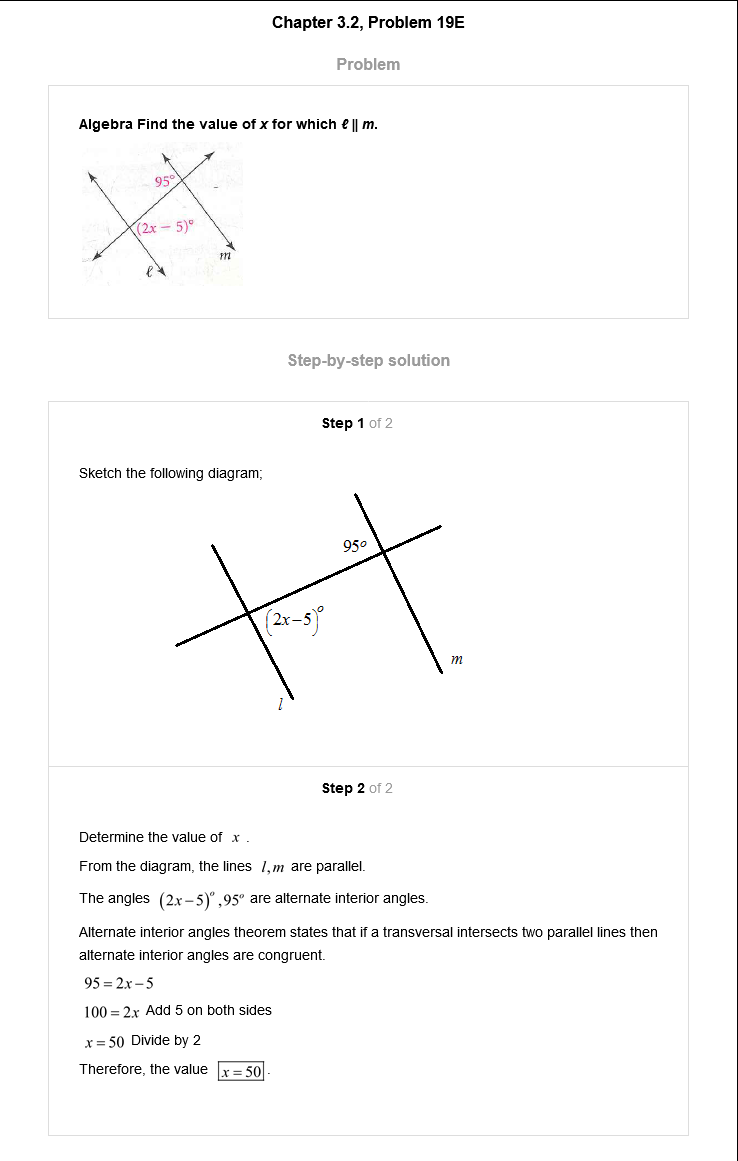 Chapter 3.2, Problem 19E
Problem
Algebra Find the value of x for which ℓ || m.
95°
(2x − 5)°
m
ℓ
Step-by-step solution
Step 1 of 2
Sketch the following diagram;
95°
(2x−5)°
m
l
Step 2 of 2
Determine the value of x .
From the diagram, the lines l,m are parallel.
The angles (2x−5)°,95° are alternate interior angles.
Alternate interior angles theorem states that if a transversal intersects two parallel lines then
alternate interior angles are congruent.
95 = 2x−5
100 = 2x Add 5 on both sides
x = 50 Divide by 2
Therefore, the value x = 50 .